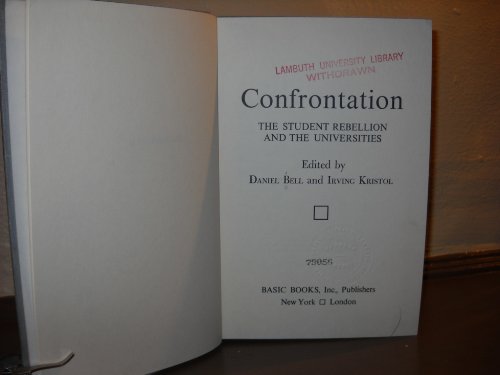 LAMBUTH UNIVERSITY LIBRARY
WITHDRAWN
Confrontation
THE STUDENT REBELLION
AND THE UNIVERSITIES
Edited by
DANIEL BELL and IRVING KRISTOL
79056
BASIC BOOKS, Inc., Publishers
New York □ London